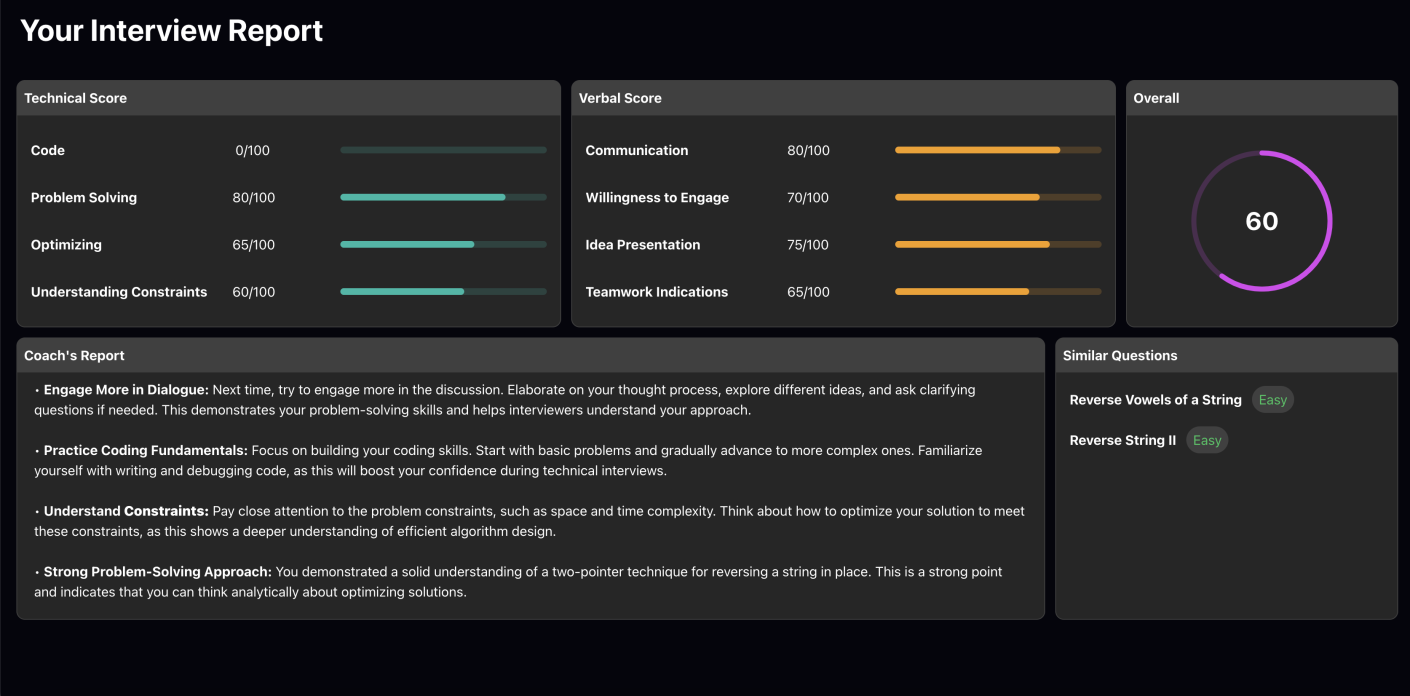 Your Interview Report
Technical Score
Code 0/100
Problem Solving 80/100
Optimizing 65/100
Understanding Constraints 60/100
Verbal Score
Communication 80/100
Willingness to Engage 70/100
Idea Presentation 75/100
Teamwork Indications 65/100
Overall
60
Coach's Report
• Engage More in Dialogue: Next time, try to engage more in the discussion. Elaborate on your thought process, explore different ideas, and ask clarifying
questions if needed. This demonstrates your problem-solving skills and helps interviewers understand your approach.
• Practice Coding Fundamentals: Focus on building your coding skills. Start with basic problems and gradually advance to more complex ones. Familiarize
yourself with writing and debugging code, as this will boost your confidence during technical interviews.
• Understand Constraints: Pay close attention to the problem constraints, such as space and time complexity. Think about how to optimize your solution to meet
these constraints, as this shows a deeper understanding of efficient algorithm design.
• Strong Problem-Solving Approach: You demonstrated a solid understanding of a two-pointer technique for reversing a string in place. This is a strong point
and indicates that you can think analytically about optimizing solutions.
Similar Questions
Reverse Vowels of a String Easy
Reverse String II Easy